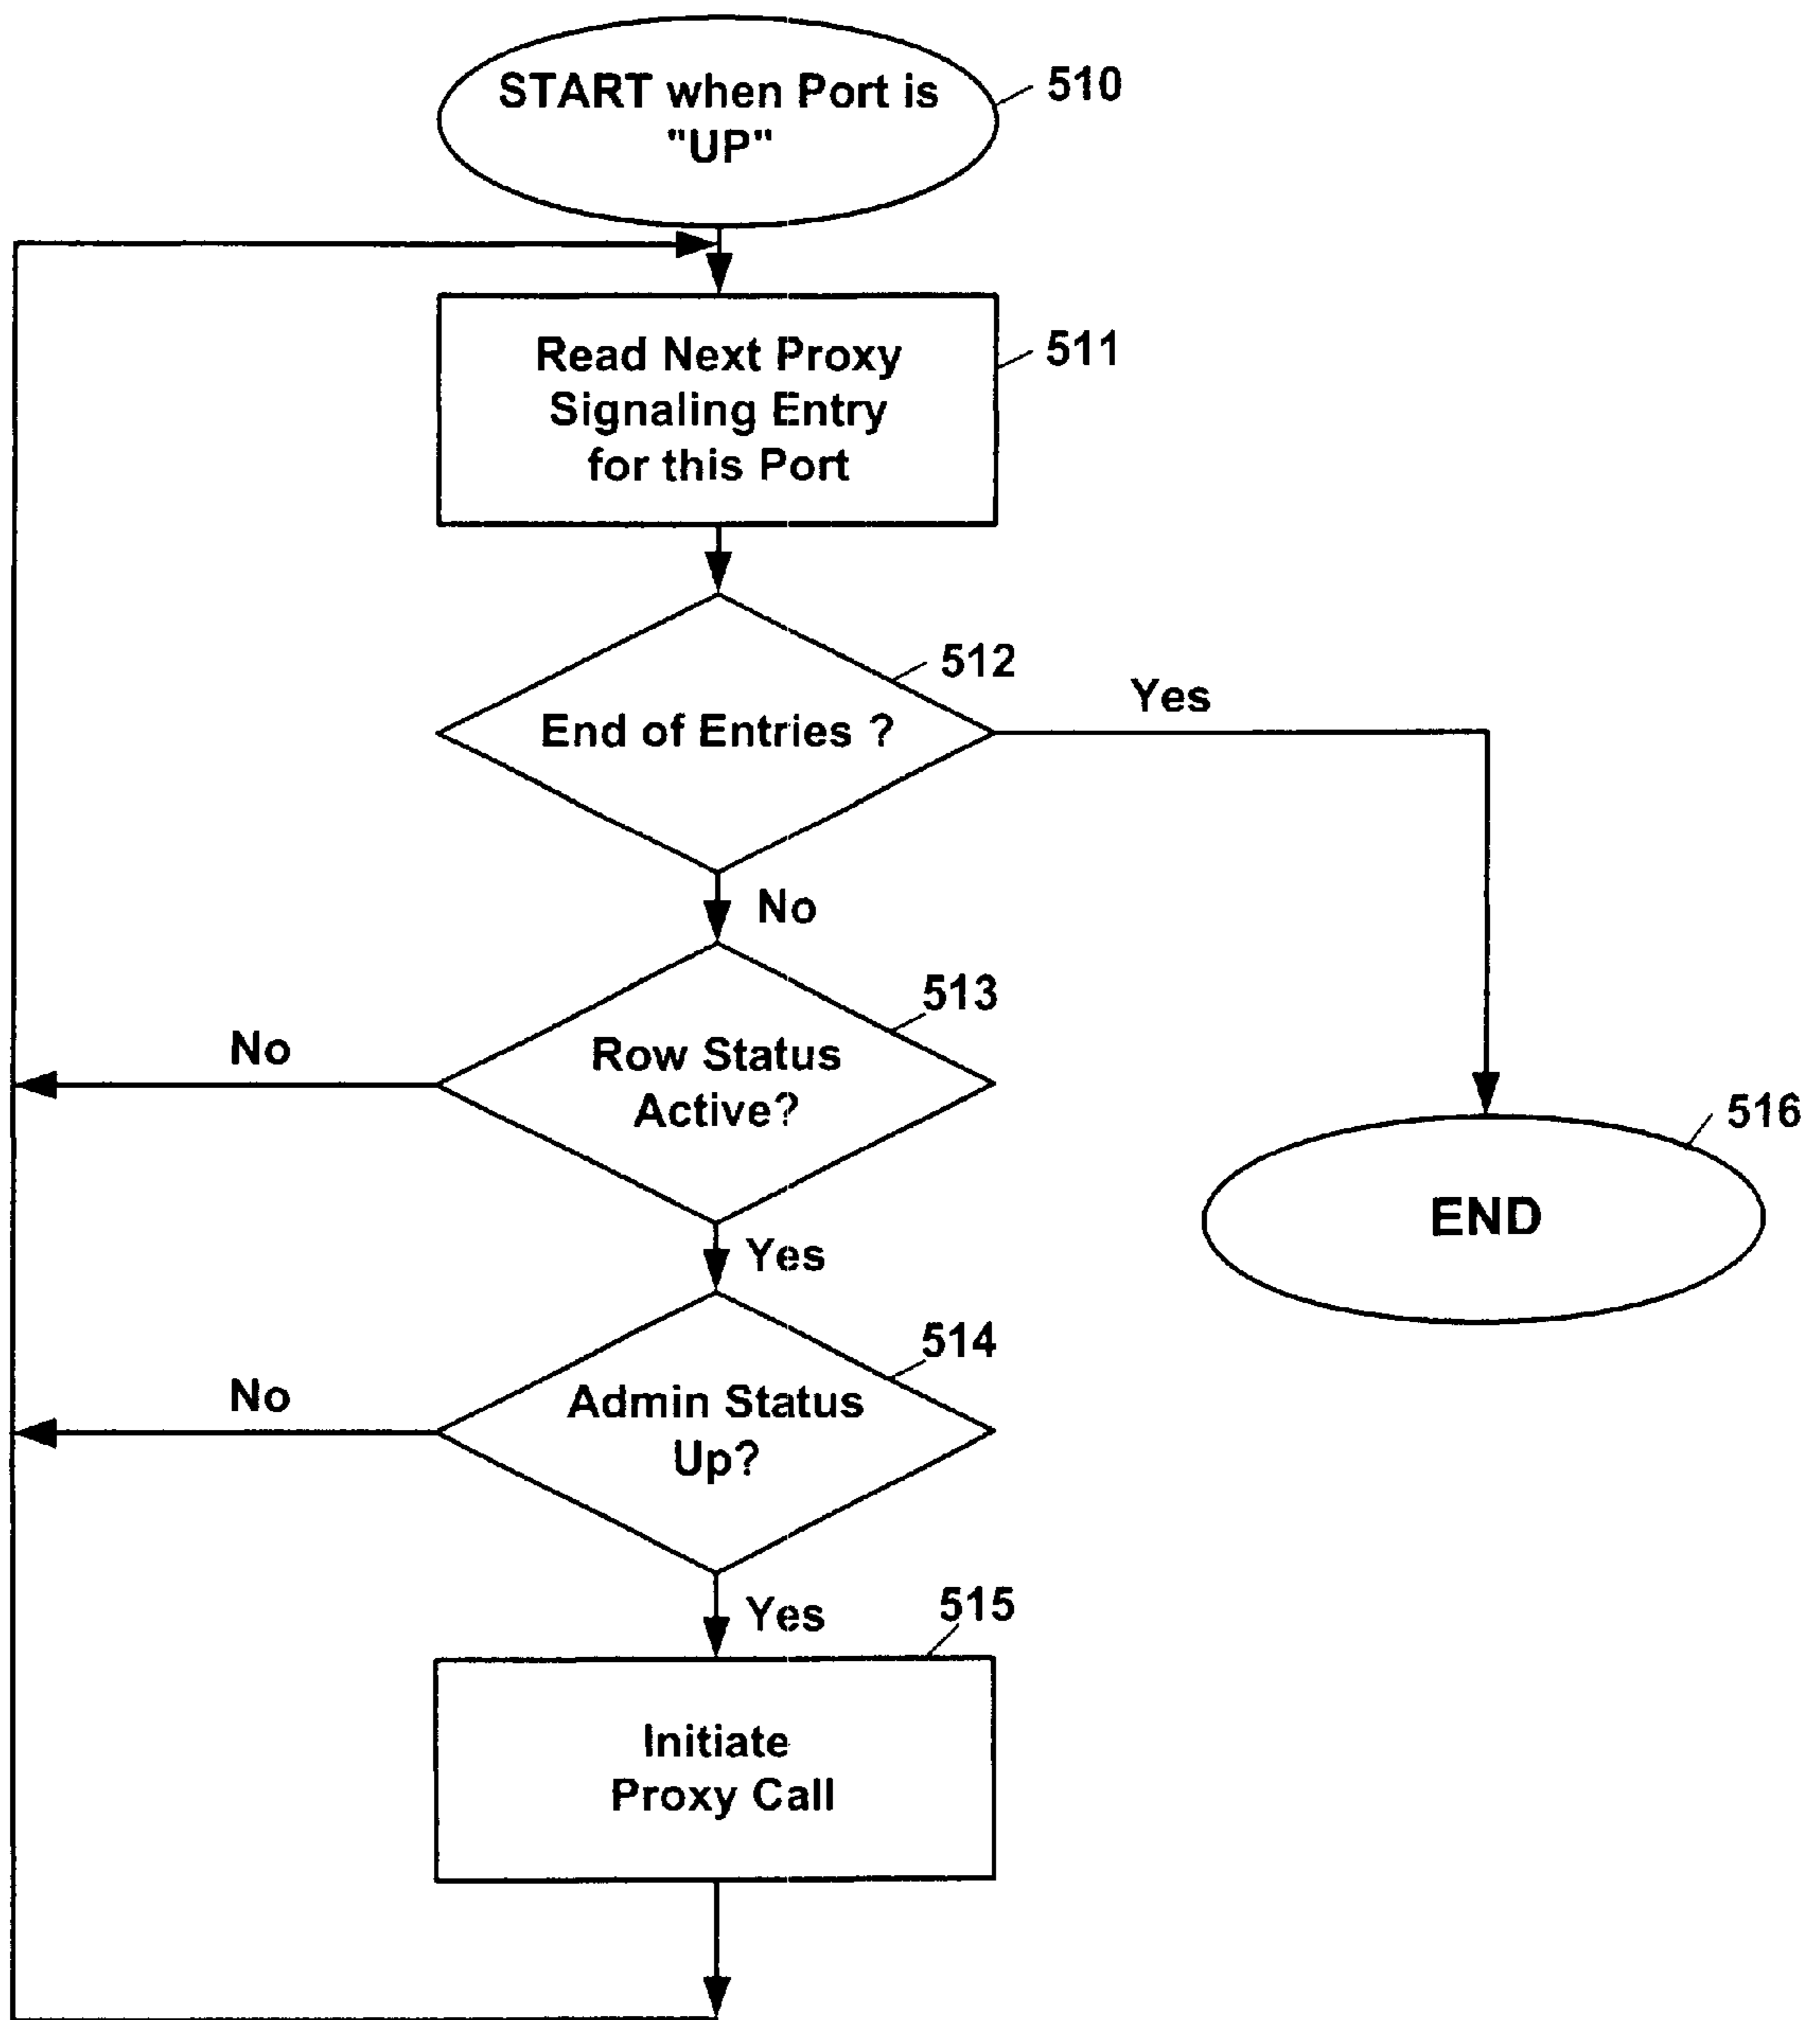 START when Port is
"UP"
510
Read Next Proxy
Signaling Entry
for this Port
511
512
End of Entries ?
Yes
No
513
Row Status
Active?
No
Yes
516
END
514
Admin Status
Up?
No
Yes
515
Initiate
Proxy Call